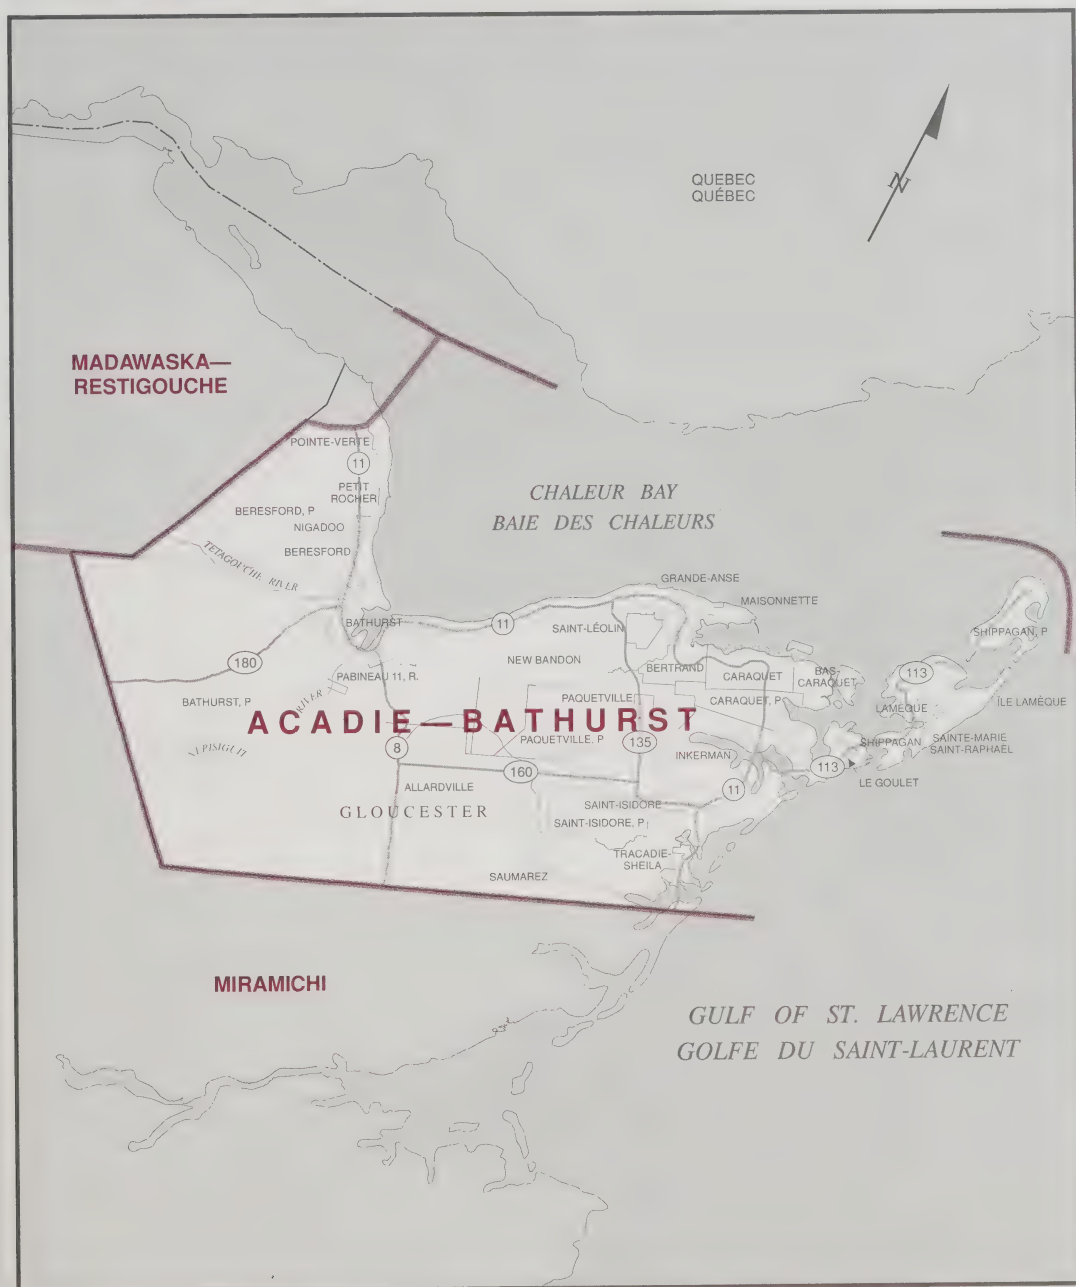 QUEBEC
QUÉBEC
N
MADAWASKA—
RESTIGOUCHE
POINTE-VERTE
11
PETIT
ROCHER
BERESFORD, P
NIGADOO
BERESFORD
TETAGOUCHE RIVER
CHALEUR BAY
BAIE DES CHALEURS
GRANDE-ANSE
MAISONNETTE
BATHURST
11
SAINT-LÉOLIN
SHIPPAGAN, P
180
NEW BANDON
BERTRAND
CARAQUET
BAS-
CARAQUET
113
PABINEAU 11, R.
BATHURST, P
RIVER
PAQUETVILLE
CARAQUET, P
LAMÈQUE
ÎLE LAMÈQUE
ACADIE—BATHURST
NEPISIGUIT
8
PAQUETVILLE, P
135
INKERMAN
SHIPPAGAN
SAINTE-MARIE
SAINT-RAPHAËL
160
113
LE GOULET
ALLARDVILLE
11
GLOUCESTER
SAINT-ISIDORE
SAINT-ISIDORE, P
TRACADIE-
SHEILA
SAUMAREZ
MIRAMICHI
GULF OF ST. LAWRENCE
GOLFE DU SAINT-LAURENT